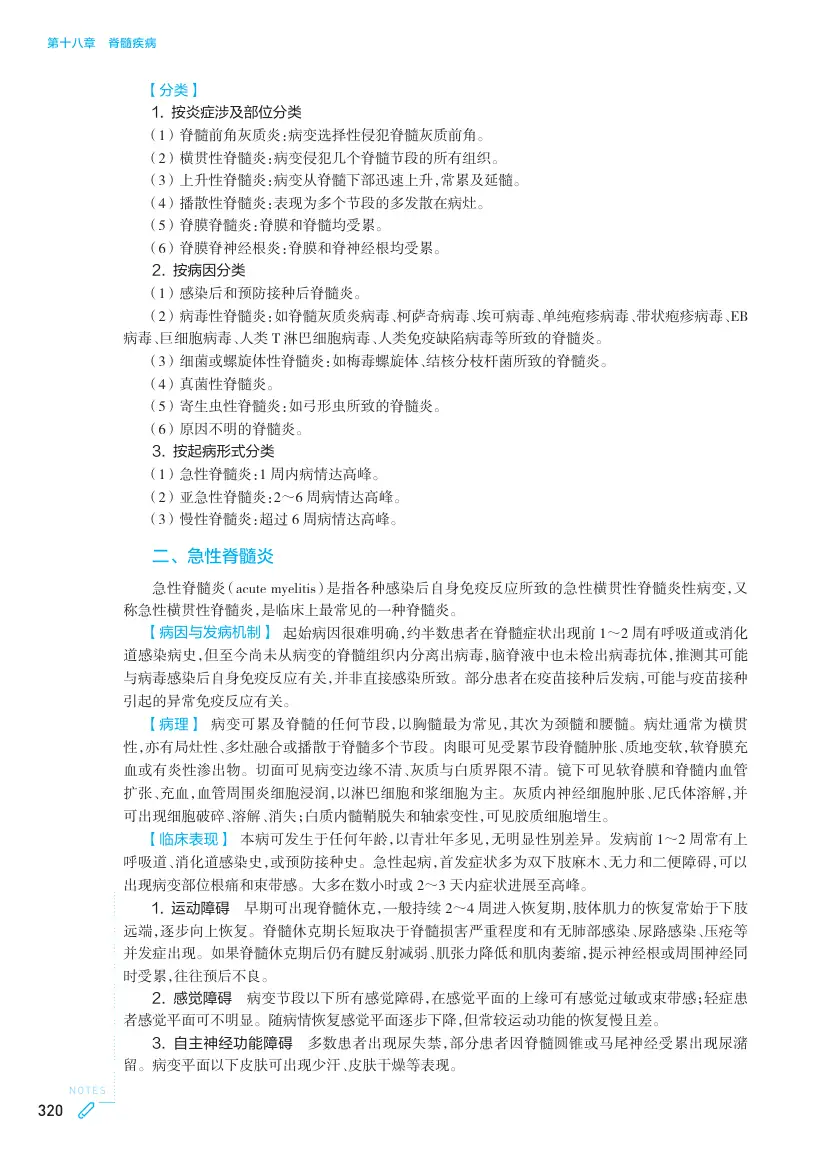 第十八章　脊髓疾病
【分类】
1. 按炎症涉及部位分类
（1）脊髓前角灰质炎：病变选择性侵犯脊髓灰质前角。
（2）横贯性脊髓炎：病变侵犯几个脊髓节段的所有组织。
（3）上升性脊髓炎：病变从脊髓下部迅速上升，常累及延髓。
（4）播散性脊髓炎：表现为多个节段的多发散在病灶。
（5）脊膜脊髓炎：脊膜和脊髓均受累。
（6）脊膜脊神经根炎：脊膜和脊神经根均受累。
2. 按病因分类
（1）感染后和预防接种后脊髓炎。
（2）病毒性脊髓炎：如脊髓灰质炎病毒、柯萨奇病毒、埃可病毒、单纯疱疹病毒、带状疱疹病毒、EB
病毒、巨细胞病毒、人类 T 淋巴细胞病毒、人类免疫缺陷病毒等所致的脊髓炎。
（3）细菌或螺旋体性脊髓炎：如梅毒螺旋体、结核分枝杆菌所致的脊髓炎。
（4）真菌性脊髓炎。
（5）寄生虫性脊髓炎：如弓形虫所致的脊髓炎。
（6）原因不明的脊髓炎。
3. 按起病形式分类
（1）急性脊髓炎：1 周内病情达高峰。
（2）亚急性脊髓炎：2～6 周病情达高峰。
（3）慢性脊髓炎：超过 6 周病情达高峰。
二、急性脊髓炎
急性脊髓炎（acute myelitis）是指各种感染后自身免疫反应所致的急性横贯性脊髓炎性病变，又
称急性横贯性脊髓炎，是临床上最常见的一种脊髓炎。
【病因与发病机制】 起始病因很难明确，约半数患者在脊髓症状出现前 1～2 周有呼吸道或消化
道感染病史，但至今尚未从病变的脊髓组织内分离出病毒，脑脊液中也未检出病毒抗体，推测其可能
与病毒感染后自身免疫反应有关，并非直接感染所致。部分患者在疫苗接种后发病，可能与疫苗接种
引起的异常免疫反应有关。
【病理】 病变可累及脊髓的任何节段，以胸髓最为常见，其次为颈髓和腰髓。病灶通常为横贯
性，亦有局灶性、多灶融合或播散于脊髓多个节段。肉眼可见受累节段脊髓肿胀、质地变软，软脊膜充
血或有炎性渗出物。切面可见病变边缘不清、灰质与白质界限不清。镜下可见软脊膜和脊髓内血管
扩张、充血，血管周围炎细胞浸润，以淋巴细胞和浆细胞为主。灰质内神经细胞肿胀、尼氏体溶解，并
可出现细胞破碎、溶解、消失；白质内髓鞘脱失和轴索变性，可见胶质细胞增生。
【临床表现】 本病可发生于任何年龄，以青壮年多见，无明显性别差异。发病前 1～2 周常有上
呼吸道、消化道感染史，或预防接种史。急性起病，首发症状多为双下肢麻木、无力和二便障碍，可以
出现病变部位根痛和束带感。大多在数小时或 2～3 天内症状进展至高峰。
1. 运动障碍　早期可出现脊髓休克，一般持续 2～4 周进入恢复期，肢体肌力的恢复常始于下肢
远端，逐步向上恢复。脊髓休克期长短取决于脊髓损害严重程度和有无肺部感染、尿路感染、压疮等
并发症出现。如果脊髓休克期后仍有腱反射减弱、肌张力降低和肌肉萎缩，提示神经根或周围神经同
时受累，往往预后不良。
2. 感觉障碍　病变节段以下所有感觉障碍，在感觉平面的上缘可有感觉过敏或束带感；轻症患
者感觉平面可不明显。随病情恢复感觉平面逐步下降，但常较运动功能的恢复慢且差。
3. 自主神经功能障碍　多数患者出现尿失禁，部分患者因脊髓圆锥或马尾神经受累出现尿潴
留。病变平面以下皮肤可出现少汗、皮肤干燥等表现。
NOTES
320